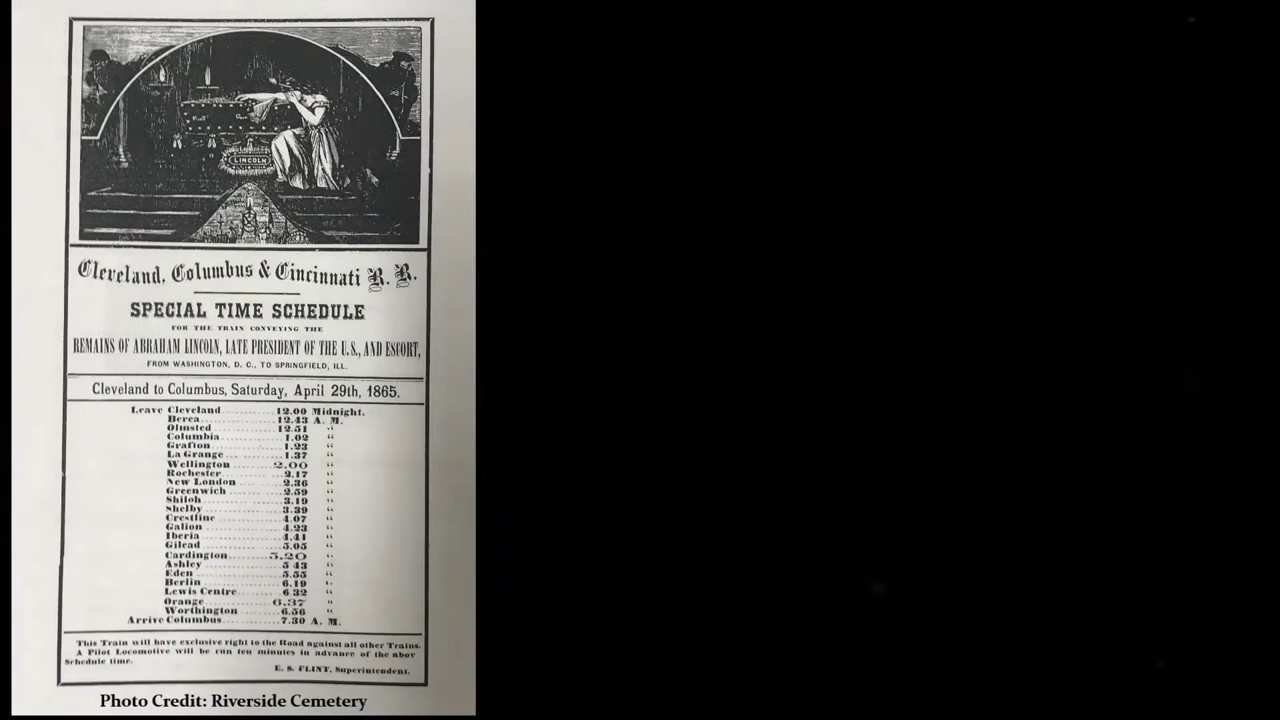 LINCOLN
Cleveland, Columbus & Cincinnati R. R.
SPECIAL TIME SCHEDULE
FOR THE TRAIN CONVEYING THE
REMAINS OF ABRAHAM LINCOLN, LATE PRESIDENT OF THE U.S., AND ESCORT,
FROM WASHINGTON, D. C., TO SPRINGFIELD, ILL.
Cleveland to Columbus, Saturday, April 29th, 1865.
Leave Cleveland 12.00 Midnight.
Berea 12.43 A. M.
Olmsted 12.51 "
Columbia 1.02 "
Grafton 1.23 "
La Grange 1.37 "
Wellington 2.00 "
Rochester 2.17 "
New London 2.36 "
Greenwich 2.59 "
Shiloh 3.19 "
Shelby 3.39 "
Crestline 4.07 "
Galion 4.23 "
Iberia 4.41 "
Gilead 5.05 "
Cardington 5.20 "
Ashley 5 43 "
Eden 5.55 "
Berlin 6.19 "
Lewis Centre 6.32 "
Orange 6.37 "
Worthington 6.56 "
Arrive Columbus 7.30 A. M.
This Train will have exclusive right to the Road against all other Trains.
A Pilot Locomotive will be run ten minutes in advance of the abov
Schedule time.
E. S. FLINT, Superintendent.
Photo Credit: Riverside Cemetery